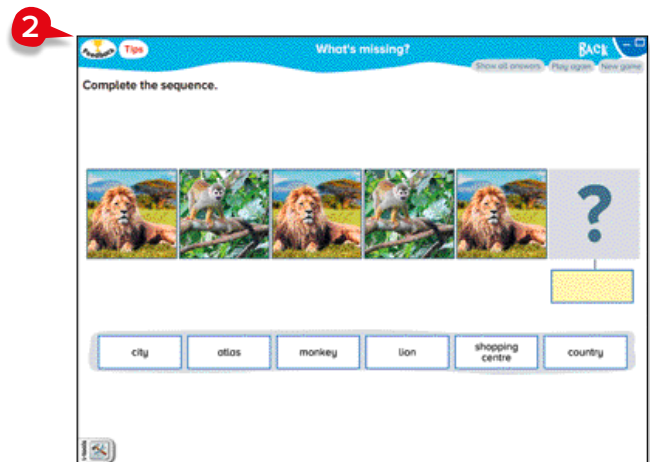 2
Feedback Tips What's missing? BACK
Show all answers Play again New game
Complete the sequence.
?
city atlas monkey lion shopping centre country